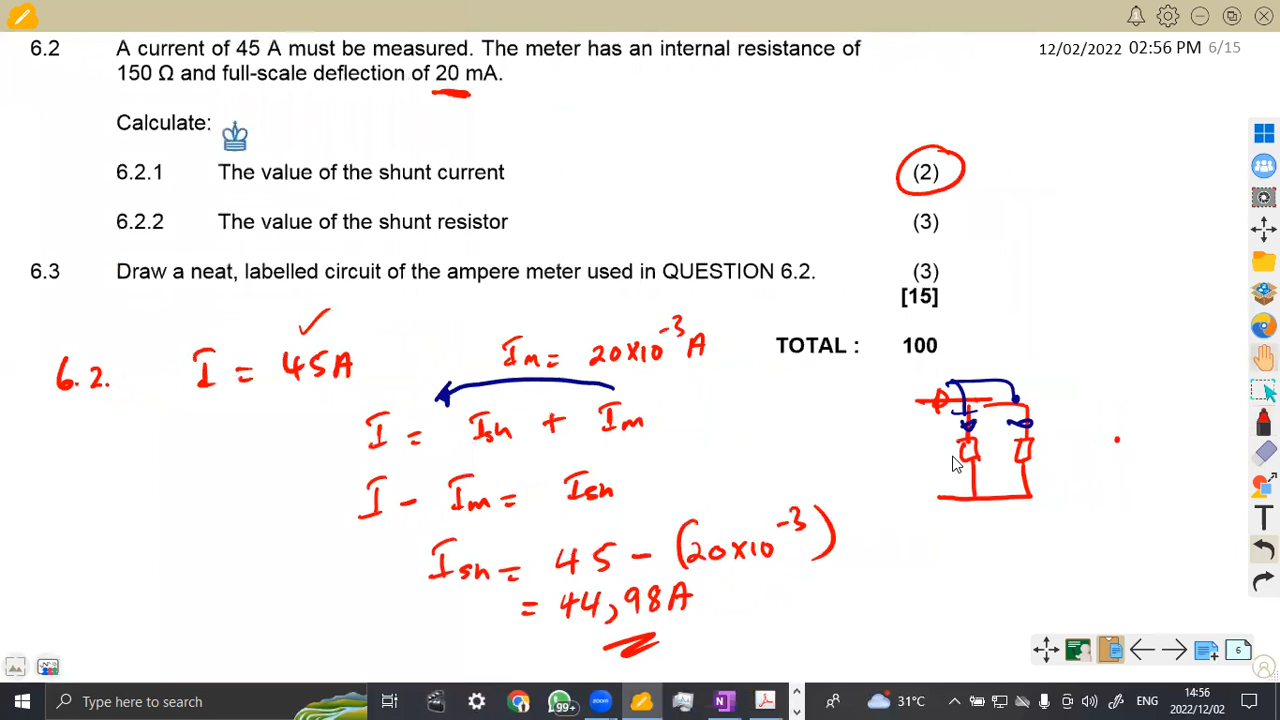 12/02/2022 02:56 PM 6/15
6.2 A current of 45 A must be measured. The meter has an internal resistance of
150 Ω and full-scale deflection of 20 mA.
Calculate:
6.2.1 The value of the shunt current (2)
6.2.2 The value of the shunt resistor (3)
6.3 Draw a neat, labelled circuit of the ampere meter used in QUESTION 6.2. (3)
[15]
TOTAL : 100
6.2. I = 45A Im = 20×10⁻³ A
I = Ish + Im
I - Im = Ish
Ish = 45 - (20×10⁻³)
= 44,98A
T
6
Type here to search
99+
31°C
ENG
14:56
2022/12/02